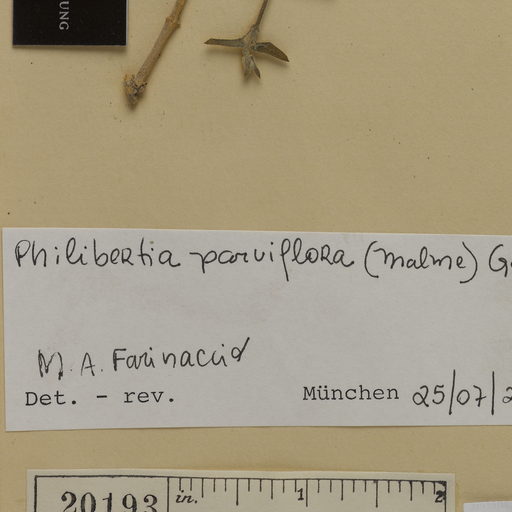 UNG
Philibertia parviflora (Malme) G
M. A. Farinaccio
Det. - rev. München 25/07/2
20193 in. 1 2